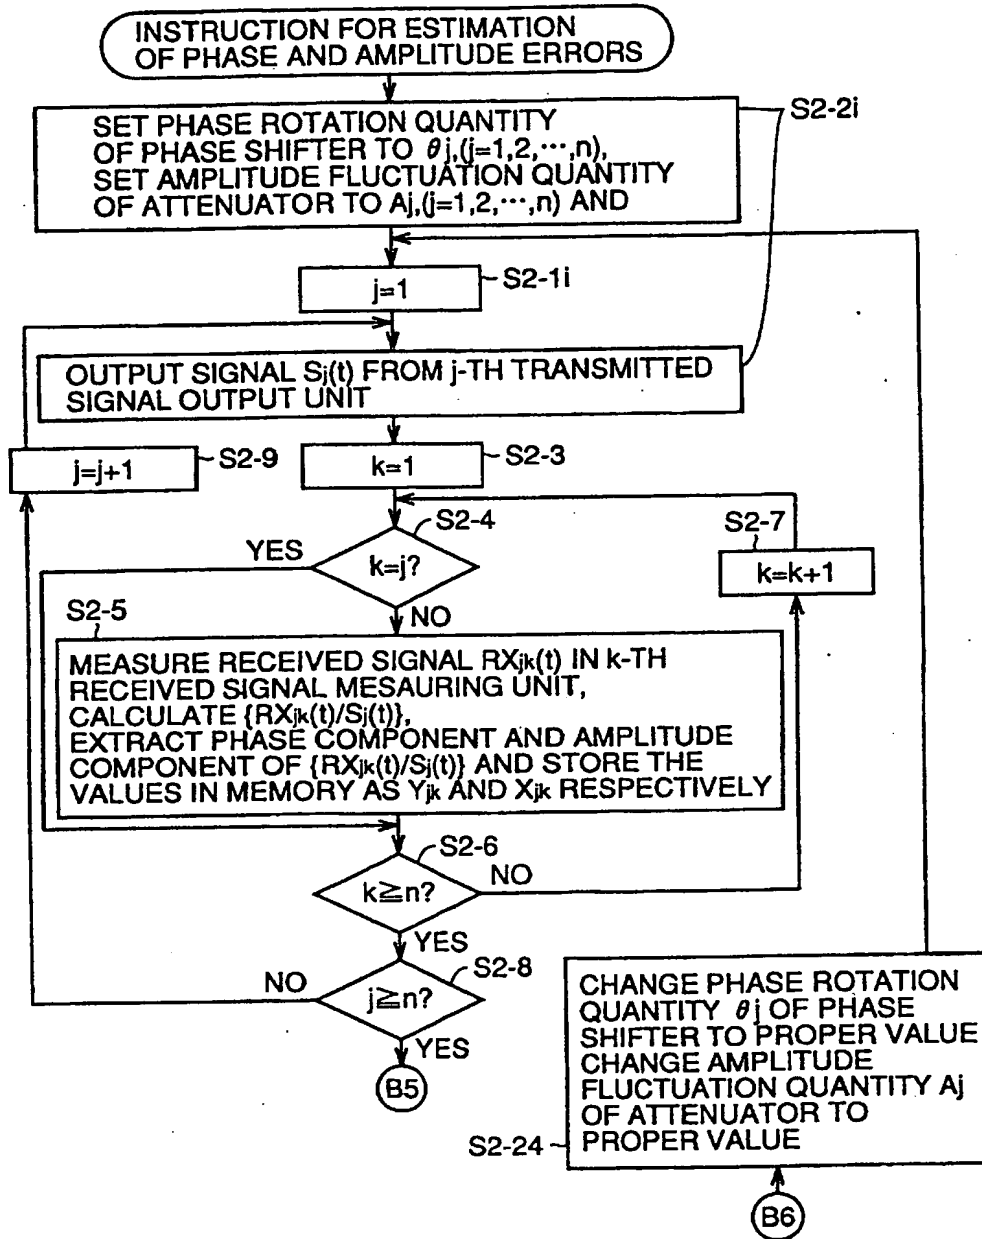 INSTRUCTION FOR ESTIMATION
OF PHASE AND AMPLITUDE ERRORS
S2-2i
SET PHASE ROTATION QUANTITY
OF PHASE SHIFTER TO θj,(j=1,2,⋯,n),
SET AMPLITUDE FLUCTUATION QUANTITY
OF ATTENUATOR TO Aj,(j=1,2,⋯,n) AND
j=1
S2-1i
OUTPUT SIGNAL Sj(t) FROM j-TH TRANSMITTED
SIGNAL OUTPUT UNIT
j=j+1
S2-9
k=1
S2-3
S2-4
S2-7
YES
k=j?
k=k+1
NO
S2-5
MEASURE RECEIVED SIGNAL RXjk(t) IN k-TH
RECEIVED SIGNAL MESAURING UNIT,
CALCULATE {RXjk(t)/Sj(t)},
EXTRACT PHASE COMPONENT AND AMPLITUDE
COMPONENT OF {RXjk(t)/Sj(t)} AND STORE THE
VALUES IN MEMORY AS Yjk AND Xjk RESPECTIVELY
S2-6
k≧n?
NO
YES
S2-8
NO
j≧n?
YES
B5
CHANGE PHASE ROTATION
QUANTITY θj OF PHASE
SHIFTER TO PROPER VALUE
CHANGE AMPLITUDE
FLUCTUATION QUANTITY Aj
OF ATTENUATOR TO
PROPER VALUE
S2-24
B6